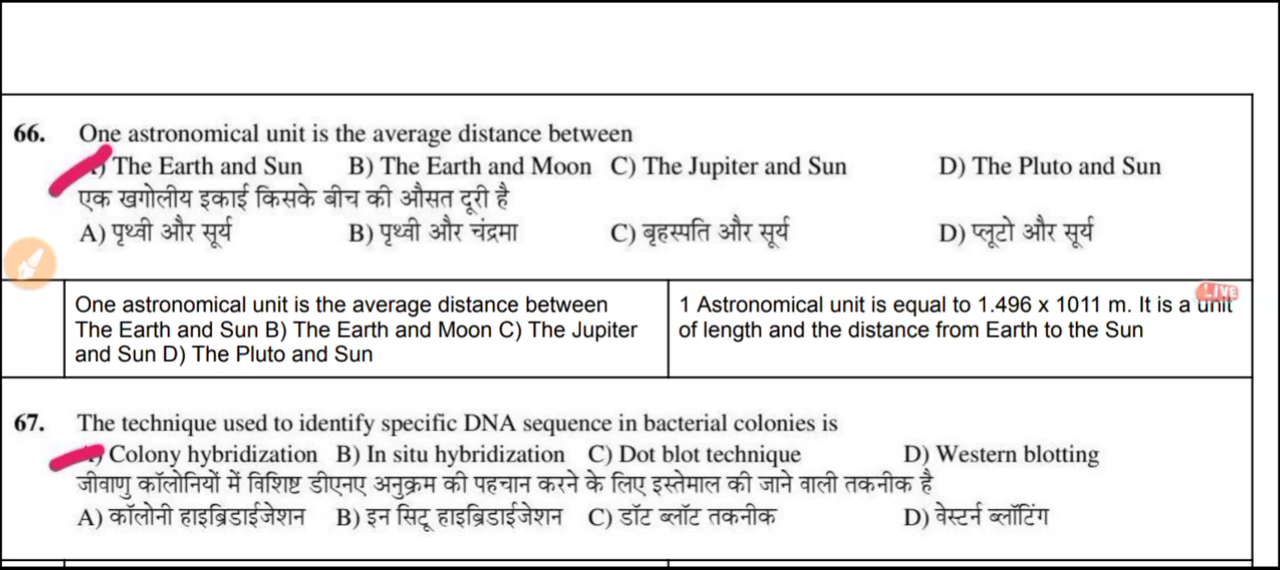 66. One astronomical unit is the average distance between
) The Earth and Sun B) The Earth and Moon C) The Jupiter and Sun D) The Pluto and Sun
एक खगोलीय इकाई किसके बीच की औसत दूरी है
A) पृथ्वी और सूर्य B) पृथ्वी और चंद्रमा C) बृहस्पति और सूर्य D) प्लूटो और सूर्य
One astronomical unit is the average distance between
The Earth and Sun B) The Earth and Moon C) The Jupiter
and Sun D) The Pluto and Sun
LIVE
1 Astronomical unit is equal to 1.496 x 1011 m. It is a unit
of length and the distance from Earth to the Sun
67. The technique used to identify specific DNA sequence in bacterial colonies is
) Colony hybridization B) In situ hybridization C) Dot blot technique D) Western blotting
जीवाणु कॉलोनियों में विशिष्ट डीएनए अनुक्रम की पहचान करने के लिए इस्तेमाल की जाने वाली तकनीक है
A) कॉलोनी हाइब्रिडाईजेशन B) इन सिटू हाइब्रिडाईजेशन C) डॉट ब्लॉट तकनीक D) वेस्टर्न ब्लॉटिंग